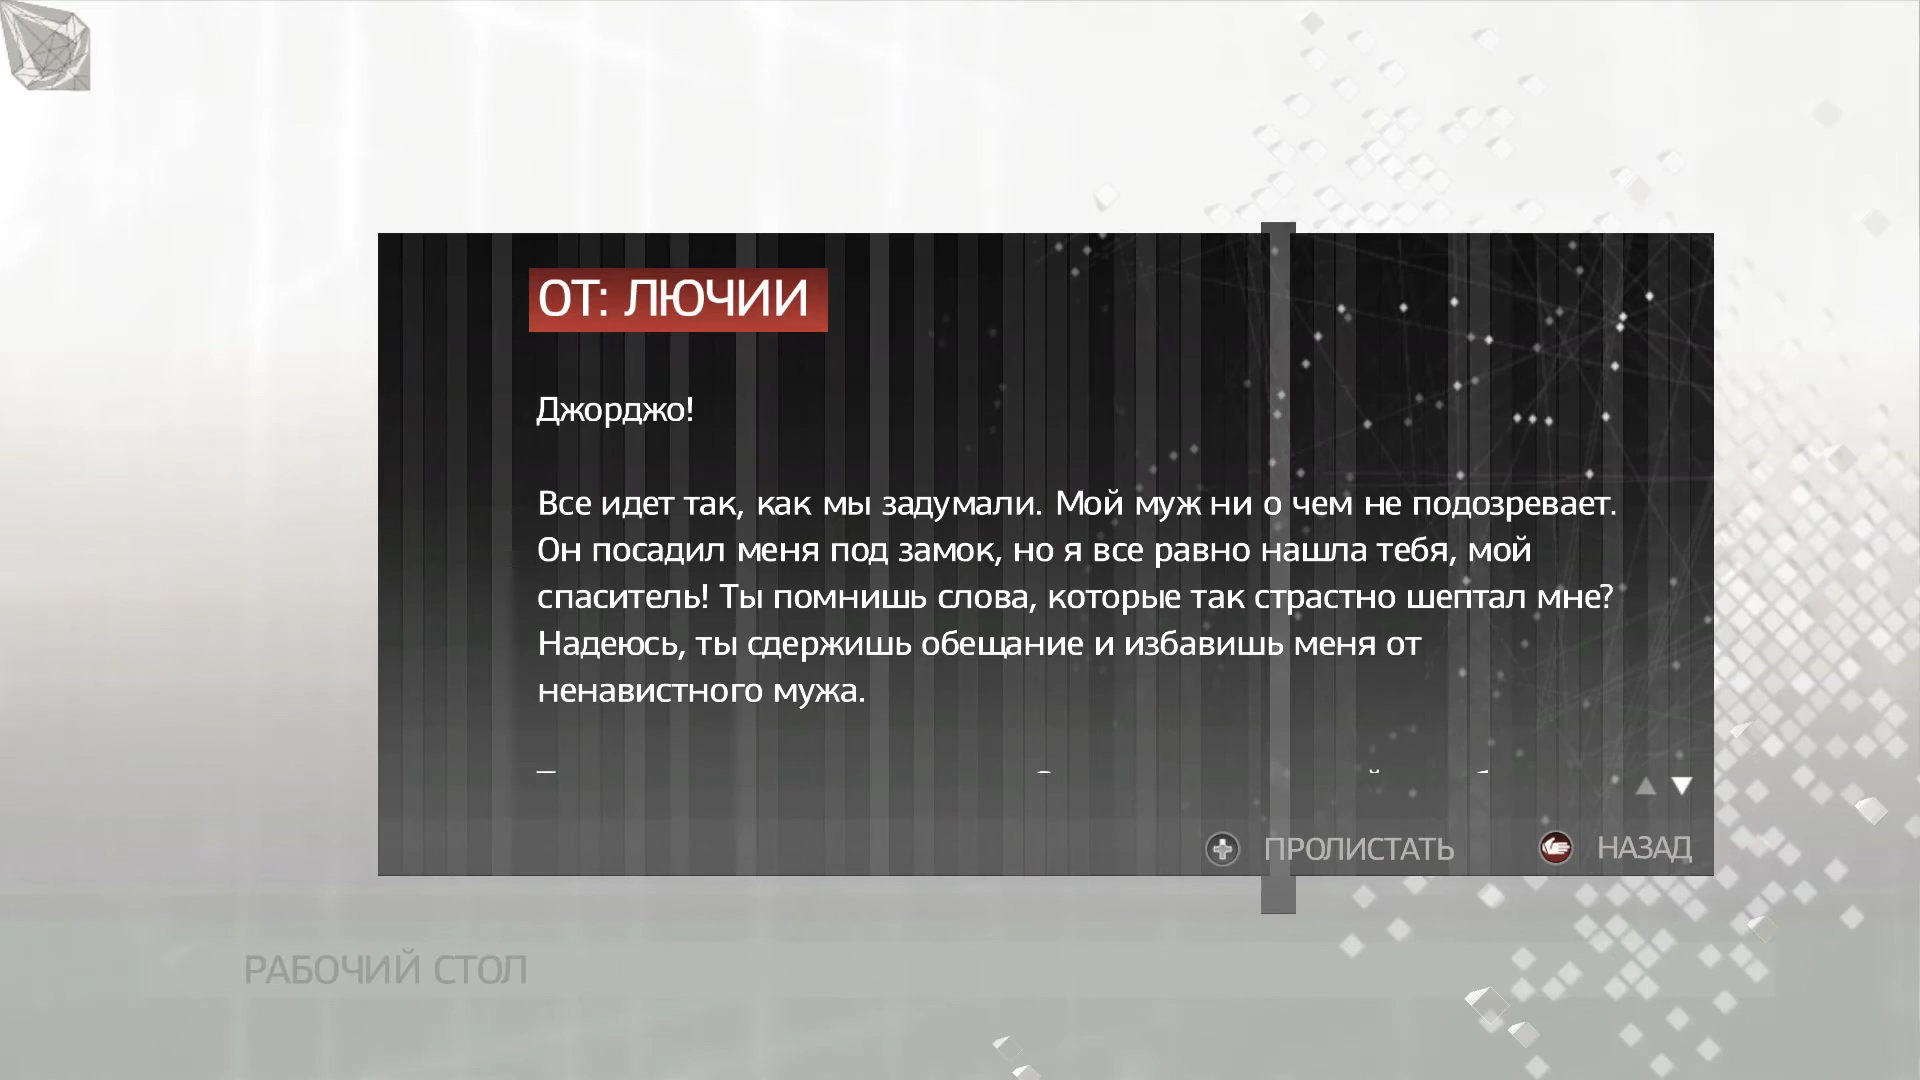 ОТ: ЛЮЧИИ
Джорджо!
Все идет так, как мы задумали. Мой муж ни о чем не подозревает.
Он посадил меня под замок, но я все равно нашла тебя, мой
спаситель! Ты помнишь слова, которые так страстно шептал мне?
Надеюсь, ты сдержишь обещание и избавишь меня от
ненавистного мужа.
ПРОЛИСТАТЬ
НАЗАД
РАБОЧИЙ СТОЛ